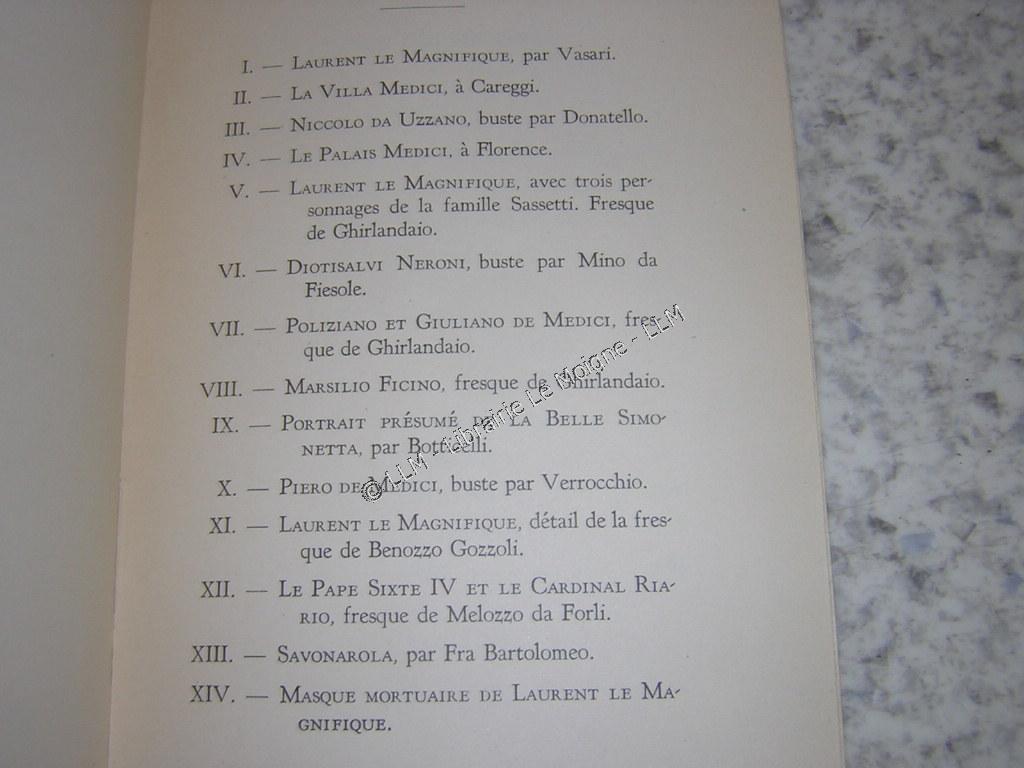 I. — Laurent le Magnifique, par Vasari.
II. — La Villa Medici, à Careggi.
III. — Niccolo da Uzzano, buste par Donatello.
IV. — Le Palais Medici, à Florence.
V. — Laurent le Magnifique, avec trois per-
sonnages de la famille Sassetti. Fresque
de Ghirlandaio.
VI. — Diotisalvi Neroni, buste par Mino da
Fiesole.
VII. — Poliziano et Giuliano de Medici, fres-
que de Ghirlandaio.
VIII. — Marsilio Ficino, fresque de Ghirlandaio.
IX. — Portrait présumé de la Belle Simo-
netta, par Botticelli.
X. — Piero de Medici, buste par Verrocchio.
XI. — Laurent le Magnifique, détail de la fres-
que de Benozzo Gozzoli.
XII. — Le Pape Sixte IV et le Cardinal Ria-
rio, fresque de Melozzo da Forli.
XIII. — Savonarola, par Fra Bartolomeo.
XIV. — Masque mortuaire de Laurent le Ma-
gnifique.
© LLM - Librairie Le Moigne - LLM